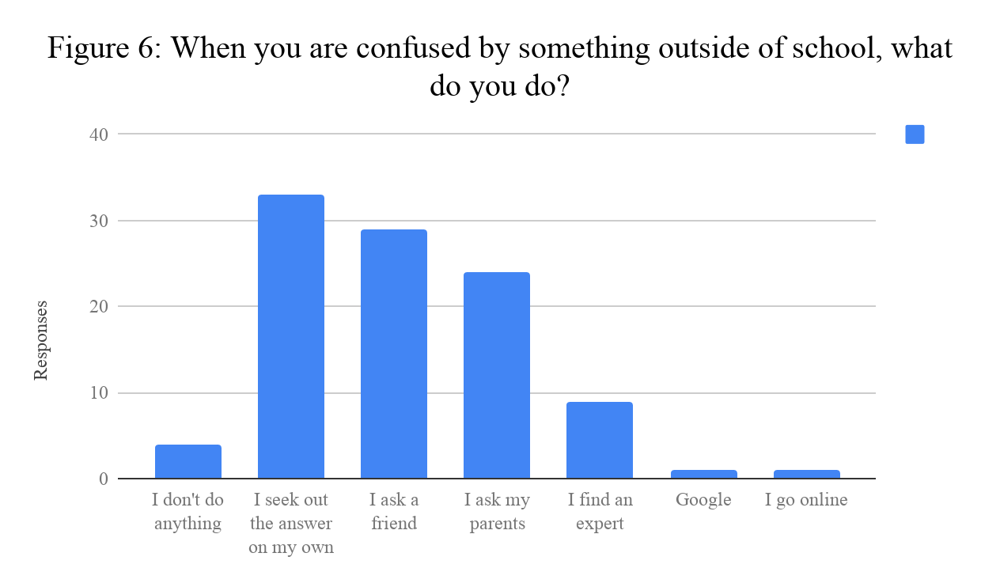 Figure 6: When you are confused by something outside of school, what
do you do?
40
30
20
10
0
Responses
I don't do
anything
I seek out
the answer
on my own
I ask a
friend
I ask my
parents
I find an
expert
Google
I go online